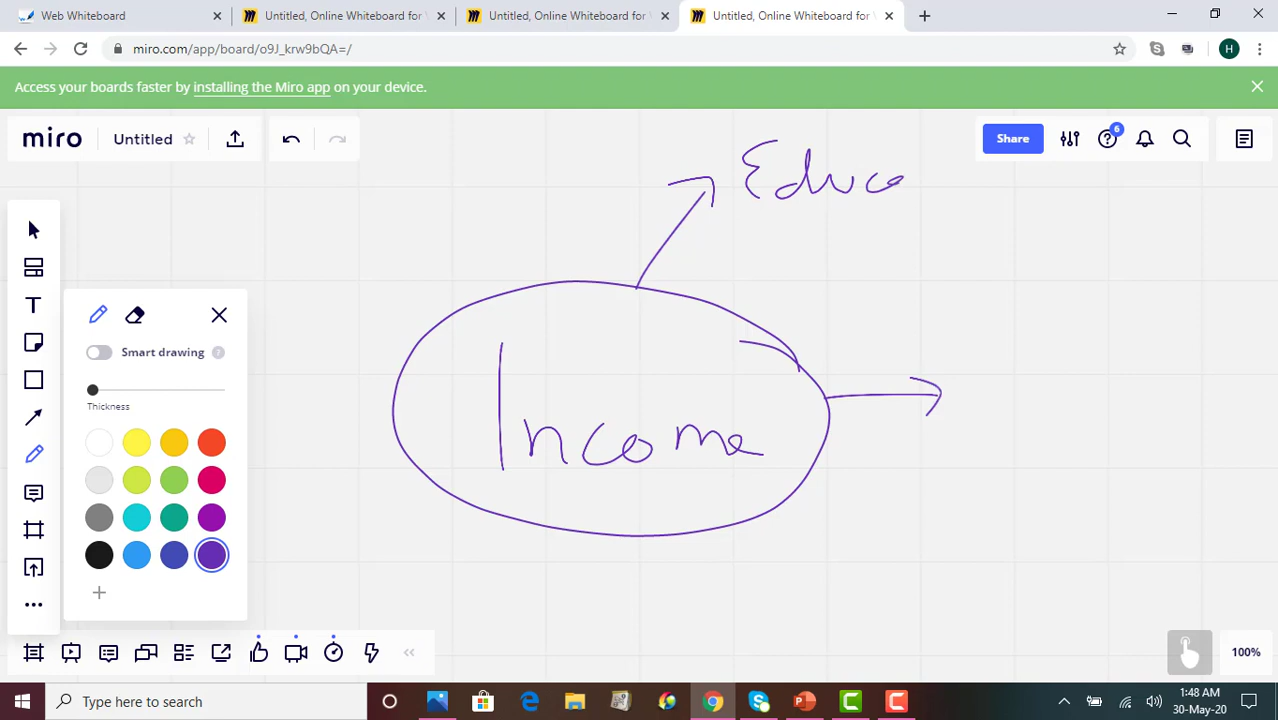 Web Whiteboard
Untitled, Online Whiteboard for
Untitled, Online Whiteboard for
Untitled, Online Whiteboard for
miro.com/app/board/o9J_krw9bQA=/
H
Access your boards faster by installing the Miro app on your device.
miro
Untitled
Share
6
Educa
Smart drawing
Thickness
Income
100%
Type here to search
1:48 AM
30-May-20